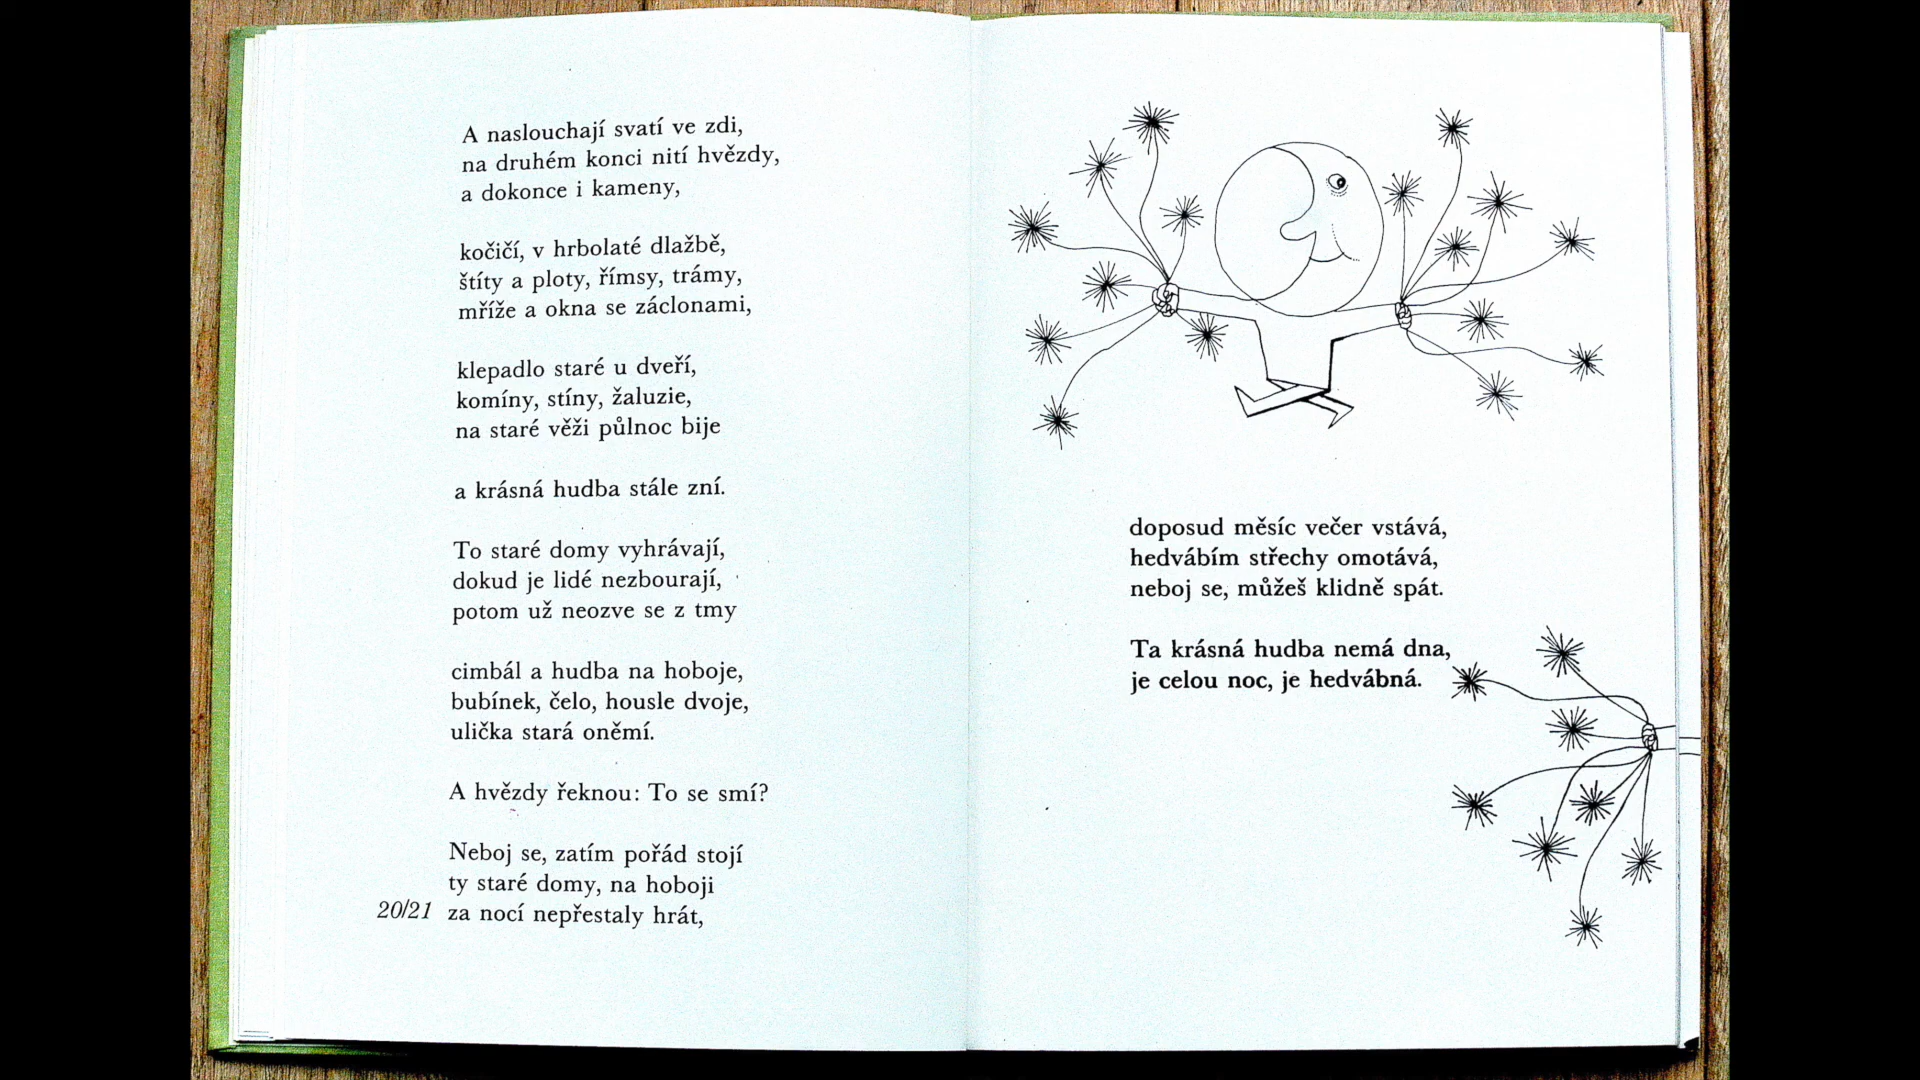 A naslouchají svatí ve zdi,
na druhém konci nití hvězdy,
a dokonce i kameny,
kočičí, v hrbolaté dlažbě,
štíty a ploty, římsy, trámy,
mříže a okna se záclonami,
klepadlo staré u dveří,
komíny, stíny, žaluzie,
na staré věži půlnoc bije
a krásná hudba stále zní.
To staré domy vyhrávají,
dokud je lidé nezbourají,
potom už neozve se z tmy
cimbál a hudba na hoboje,
bubínek, čelo, housle dvoje,
ulička stará oněmí.
A hvězdy řeknou: To se smí?
Neboj se, zatím pořád stojí
ty staré domy, na hoboji
20/21 za nocí nepřestaly hrát,
doposud měsíc večer vstává,
hedvábím střechy omotává,
neboj se, můžeš klidně spát.
Ta krásná hudba nemá dna,
je celou noc, je hedvábná.